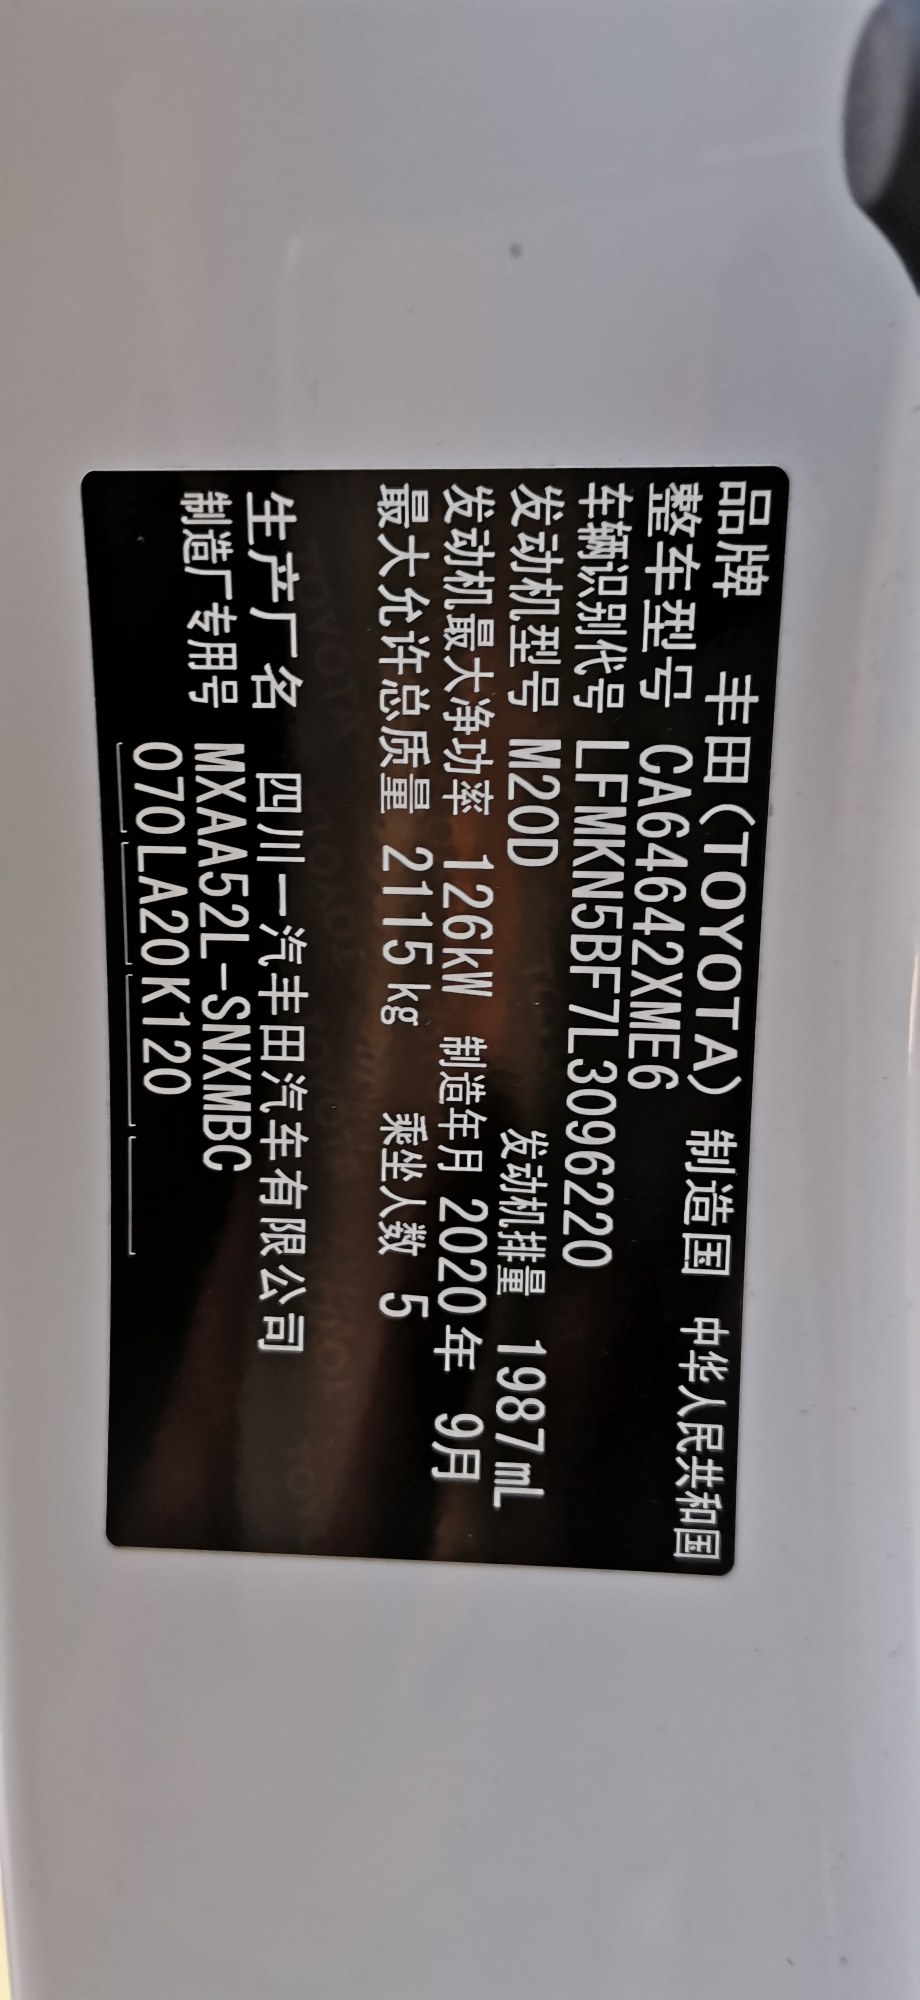 品牌 丰田(TOYOTA) 制造国 中华人民共和国
整车型号 CA64642XME6
车辆识别代号 LFMKN5BF7L3096220
发动机型号 M20D 发动机排量 1987mL
发动机最大净功率 126kW 制造年月 2020年 9月
最大允许总质量 2115kg 乘坐人数 5
生产厂名 四川一汽丰田汽车有限公司
制造厂专用号 MXAA52L-SNXMBC
070LA20K120